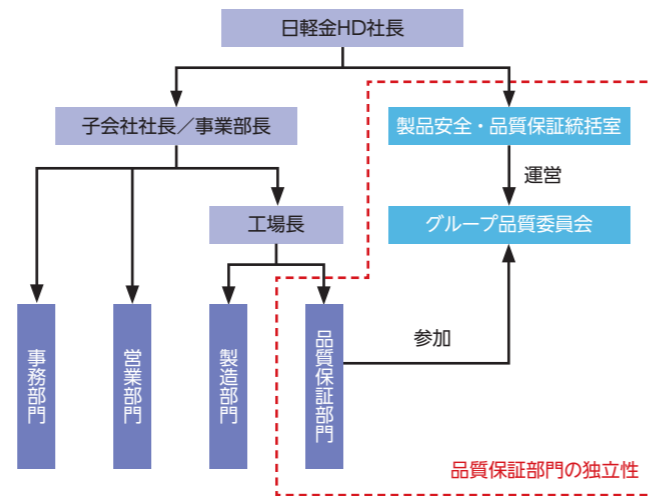 日軽金HD社長
子会社社長／事業部長
製品安全・品質保証統括室
運営
工場長
グループ品質委員会
事務部門
営業部門
製造部門
品質保証部門
参加
品質保証部門の独立性